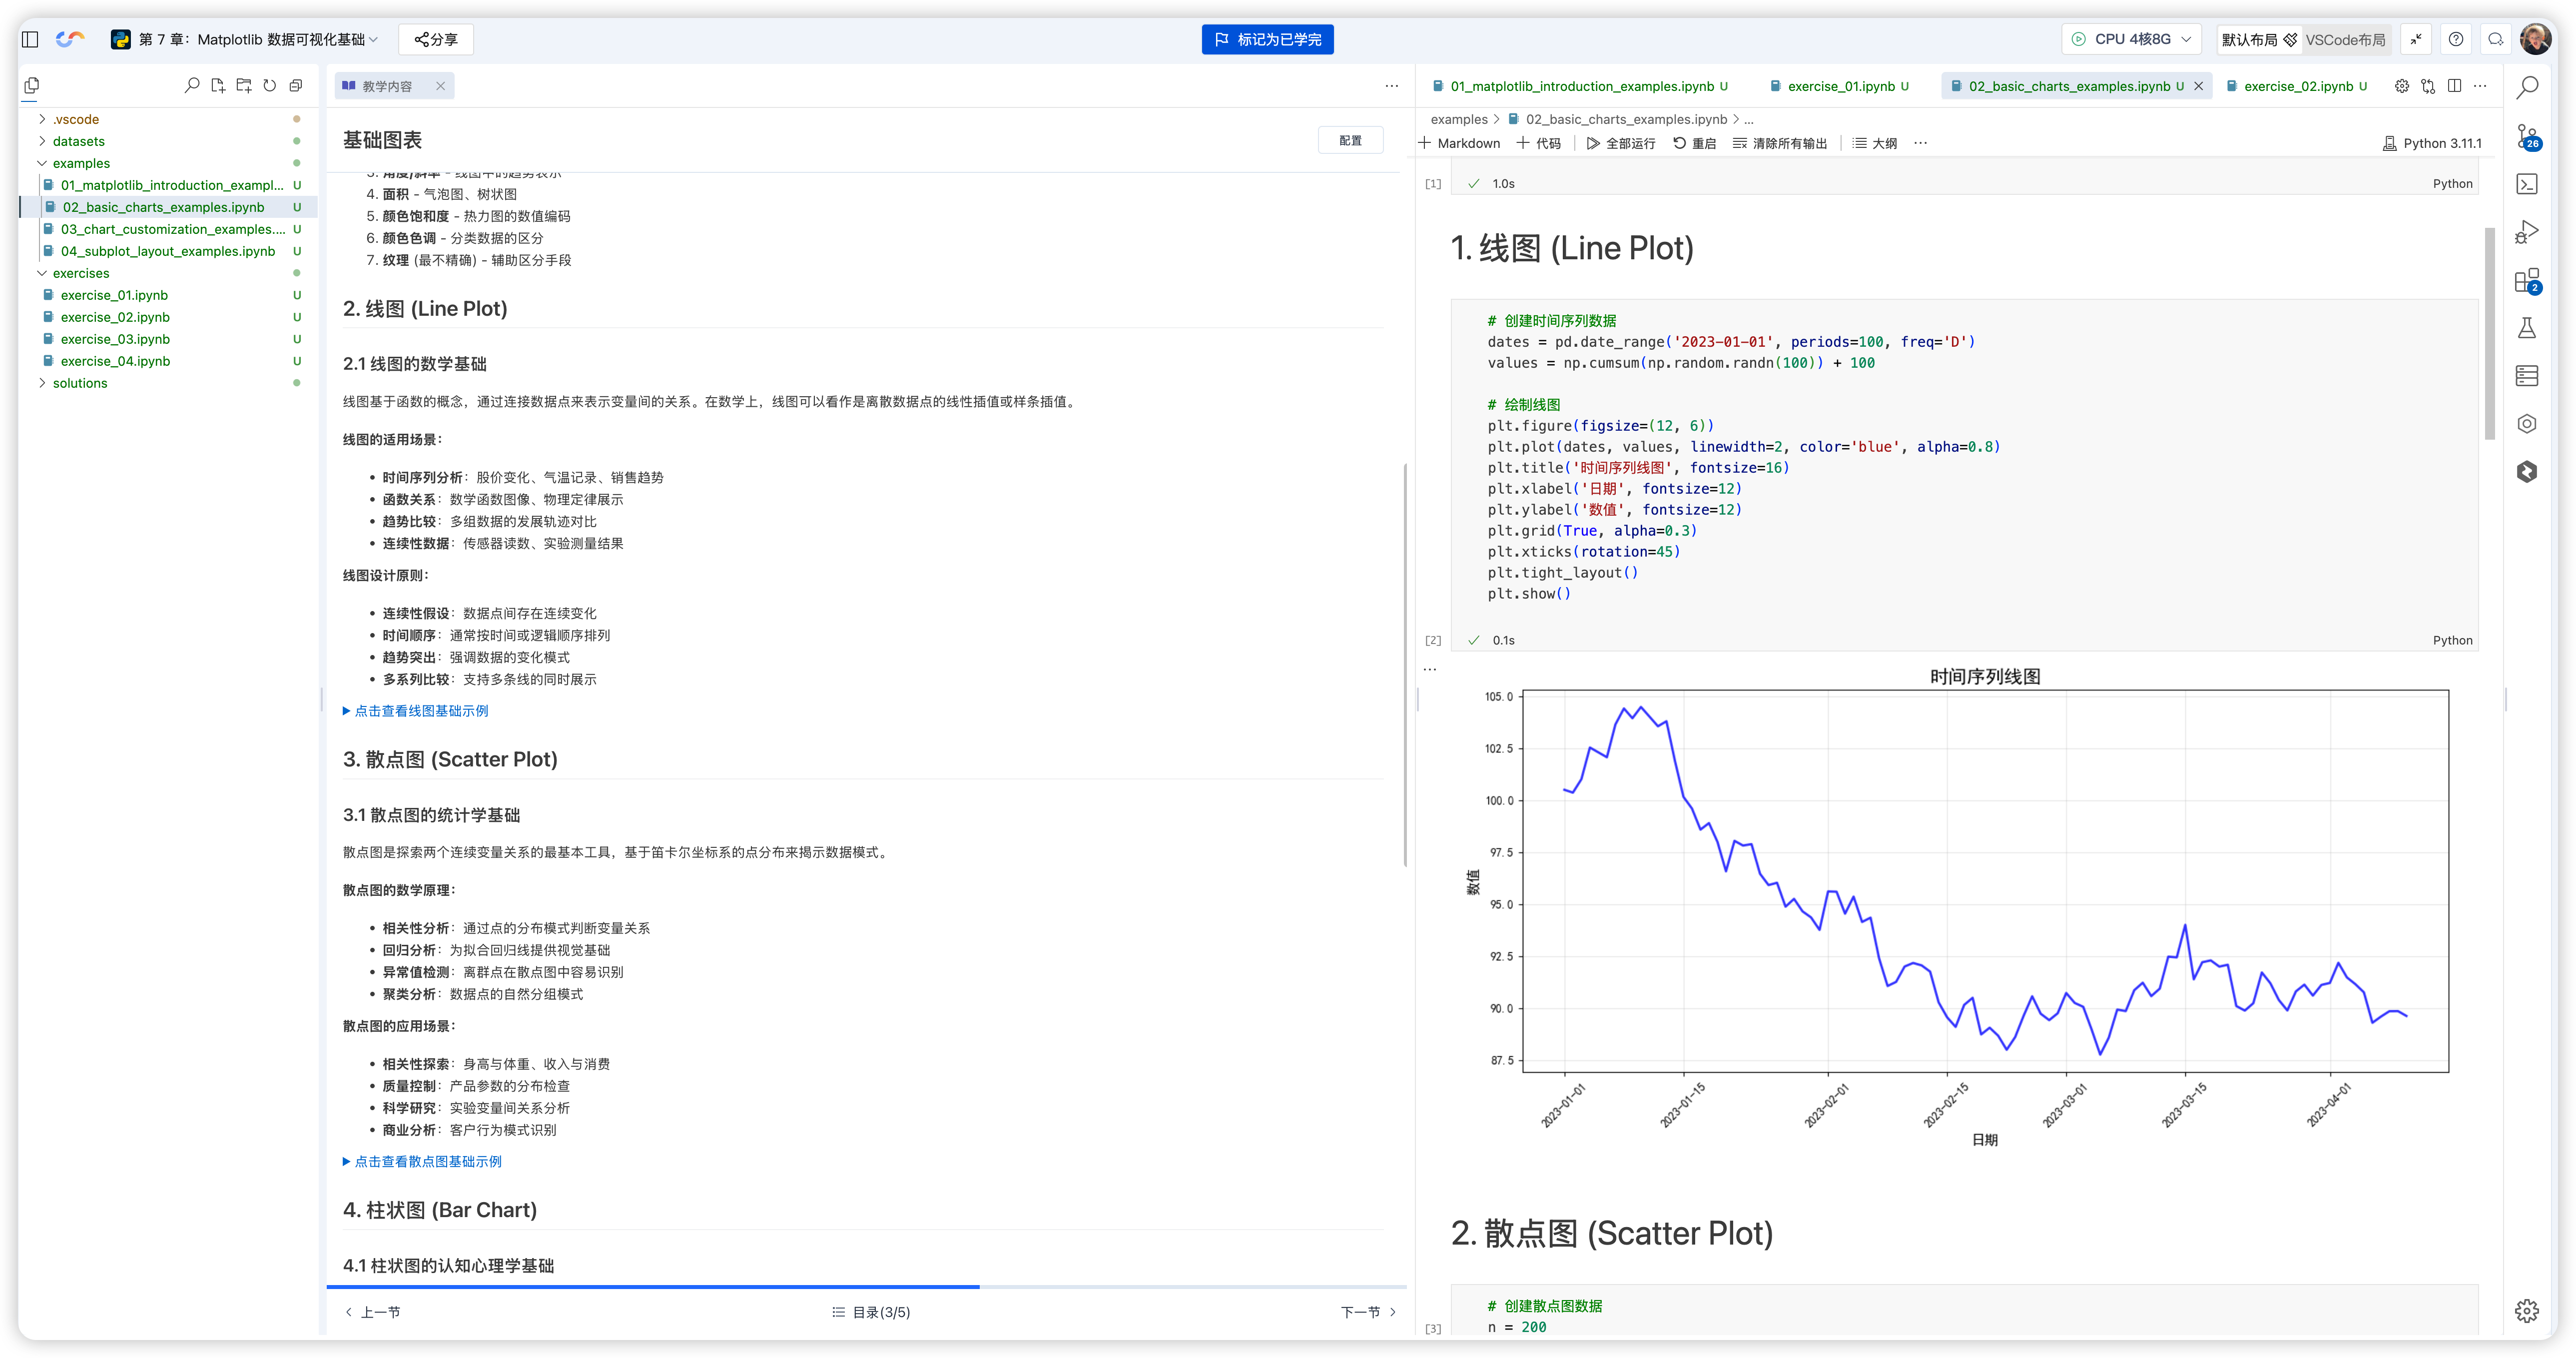 第 7 章：Matplotlib 数据可视化基础
分享
标记为已学完
CPU 4核8G
默认布局
VSCode布局
.vscode
datasets
examples
01_matplotlib_introduction_exampl... U
02_basic_charts_examples.ipynb U
03_chart_customization_examples.... U
04_subplot_layout_examples.ipynb U
exercises
exercise_01.ipynb U
exercise_02.ipynb U
exercise_03.ipynb U
exercise_04.ipynb U
solutions
教学内容
基础图表
配置
3. 角度/斜率 - 线图中的趋势表示
4. 面积 - 气泡图、树状图
5. 颜色饱和度 - 热力图的数值编码
6. 颜色色调 - 分类数据的区分
7. 纹理 (最不精确) - 辅助区分手段
2. 线图 (Line Plot)
2.1 线图的数学基础
线图基于函数的概念，通过连接数据点来表示变量间的关系。在数学上，线图可以看作是离散数据点的线性插值或样条插值。
线图的适用场景：
• 时间序列分析：股价变化、气温记录、销售趋势
• 函数关系：数学函数图像、物理定律展示
• 趋势比较：多组数据的发展轨迹对比
• 连续性数据：传感器读数、实验测量结果
线图设计原则：
• 连续性假设：数据点间存在连续变化
• 时间顺序：通常按时间或逻辑顺序排列
• 趋势突出：强调数据的变化模式
• 多系列比较：支持多条线的同时展示
▶ 点击查看线图基础示例
3. 散点图 (Scatter Plot)
3.1 散点图的统计学基础
散点图是探索两个连续变量关系的最基本工具，基于笛卡尔坐标系的点分布来揭示数据模式。
散点图的数学原理：
• 相关性分析：通过点的分布模式判断变量关系
• 回归分析：为拟合回归线提供视觉基础
• 异常值检测：离群点在散点图中容易识别
• 聚类分析：数据点的自然分组模式
散点图的应用场景：
• 相关性探索：身高与体重、收入与消费
• 质量控制：产品参数的分布检查
• 科学研究：实验变量间关系分析
• 商业分析：客户行为模式识别
▶ 点击查看散点图基础示例
4. 柱状图 (Bar Chart)
4.1 柱状图的认知心理学基础
上一节
目录(3/5)
下一节
01_matplotlib_introduction_examples.ipynb U
exercise_01.ipynb U
02_basic_charts_examples.ipynb U
exercise_02.ipynb U
examples > 02_basic_charts_examples.ipynb > ...
+ Markdown
+ 代码
全部运行
重启
清除所有输出
大纲
...
Python 3.11.1
[1]
1.0s
Python
1. 线图 (Line Plot)
# 创建时间序列数据
dates = pd.date_range('2023-01-01', periods=100, freq='D')
values = np.cumsum(np.random.randn(100)) + 100
# 绘制线图
plt.figure(figsize=(12, 6))
plt.plot(dates, values, linewidth=2, color='blue', alpha=0.8)
plt.title('时间序列线图', fontsize=16)
plt.xlabel('日期', fontsize=12)
plt.ylabel('数值', fontsize=12)
plt.grid(True, alpha=0.3)
plt.xticks(rotation=45)
plt.tight_layout()
plt.show()
[2]
0.1s
Python
...
时间序列线图
105.0
102.5
100.0
97.5
95.0
92.5
90.0
87.5
数值
2023-01-01
2023-01-15
2023-02-01
2023-02-15
2023-03-01
2023-03-15
2023-04-01
日期
2. 散点图 (Scatter Plot)
# 创建散点图数据
n = 200
[3]
26
2